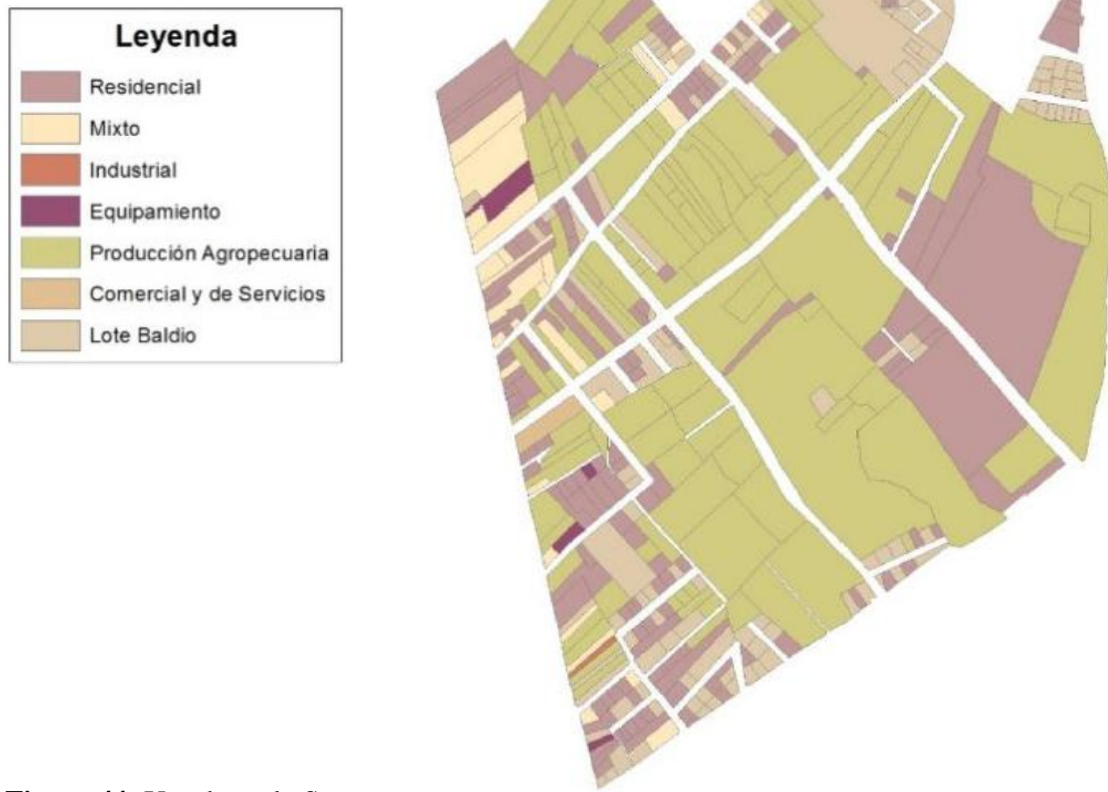 Leyenda
Residencial
Mixto
Industrial
Equipamiento
Producción Agropecuaria
Comercial y de Servicios
Lote Baldio